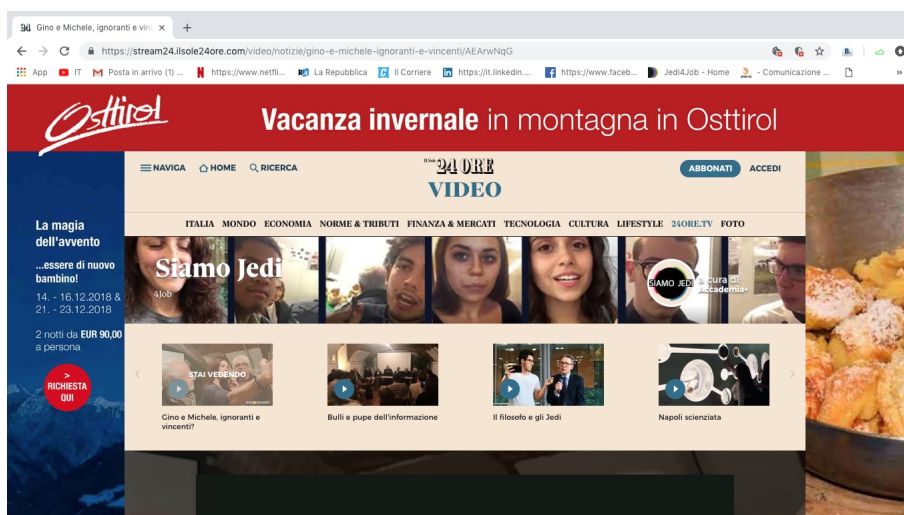 Gino e Michele, ignoranti e vinc
https://stream24.ilsole24ore.com/video/notizie/gino-e-michele-ignoranti-e-vincenti/AEArwNqG
App IT Posta in arrivo (1) ... https://www.netfli... La Repubblica Il Corriere https://it.linkedin.... https://www.faceb... Jedi4Job - Home - Comunicazione ... »
Osttirol
Vacanza invernale in montagna in Osttirol
NAVIGA HOME RICERCA
Il Sole 24 ORE
VIDEO
ABBONATI ACCEDI
ITALIA MONDO ECONOMIA NORME & TRIBUTI FINANZA & MERCATI TECNOLOGIA CULTURA LIFESTYLE 24ORE.TV FOTO
La magia
dell'avvento
...essere di nuovo
bambino!
14. - 16.12.2018 &
21. - 23.12.2018
2 notti da EUR 90,00
a persona
>
RICHIESTA
QUI
Siamo Jedi
4Job
SIAMO JEDI
a cura di:
Accademia+
STAI VEDENDO
Gino e Michele, ignoranti e
vincenti?
Bulli e pupe dell'informazione
Il filosofo e gli Jedi
Napoli scienziata